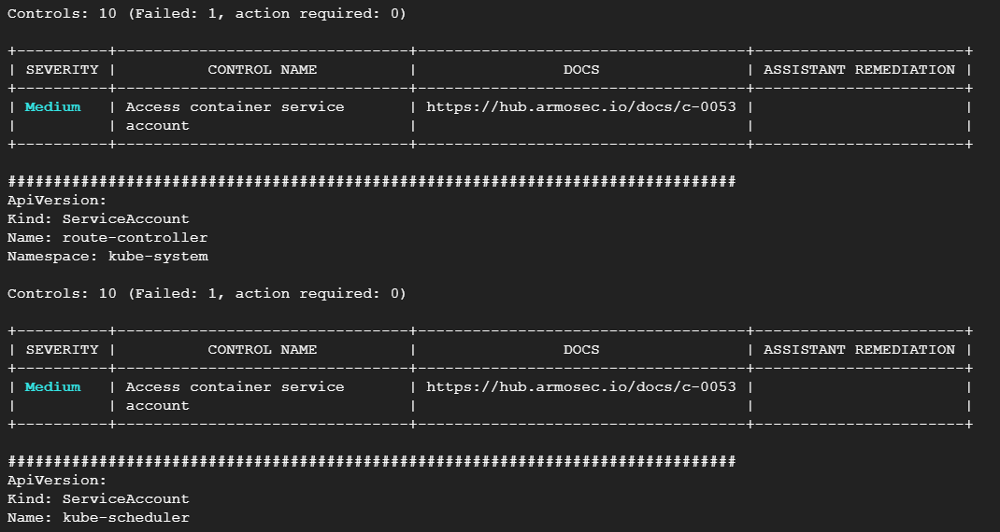 Controls: 10 (Failed: 1, action required: 0)
+----------+--------------------------------+------------------------------------+-----------------------+
| SEVERITY |          CONTROL NAME          |                DOCS                | ASSISTANT REMEDIATION |
+----------+--------------------------------+------------------------------------+-----------------------+
| Medium   | Access container service       | https://hub.armosec.io/docs/c-0053 |                       |
|          | account                        |                                    |                       |
+----------+--------------------------------+------------------------------------+-----------------------+
################################################################################
ApiVersion:
Kind: ServiceAccount
Name: route-controller
Namespace: kube-system
Controls: 10 (Failed: 1, action required: 0)
+----------+--------------------------------+------------------------------------+-----------------------+
| SEVERITY |          CONTROL NAME          |                DOCS                | ASSISTANT REMEDIATION |
+----------+--------------------------------+------------------------------------+-----------------------+
| Medium   | Access container service       | https://hub.armosec.io/docs/c-0053 |                       |
|          | account                        |                                    |                       |
+----------+--------------------------------+------------------------------------+-----------------------+
################################################################################
ApiVersion:
Kind: ServiceAccount
Name: kube-scheduler